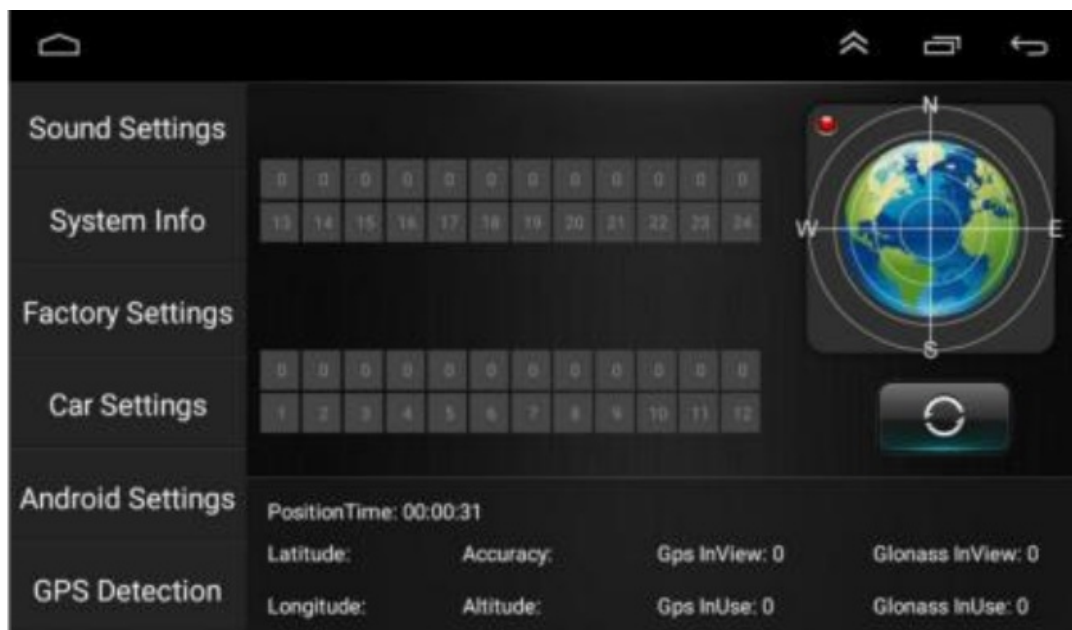 Sound Settings
System Info
Factory Settings
Car Settings
Android Settings
GPS Detection
0 0 0 0 0 0 0 0 0 0 0 0
13 14 15 16 17 18 19 20 21 22 23 24
0 0 0 0 0 0 0 0 0 0 0 0
1 2 3 4 5 6 7 8 9 10 11 12
N
W E
S
PositionTime: 00:00:31
Latitude: Accuracy: Gps InView: 0 Glonass InView: 0
Longitude: Altitude: Gps InUse: 0 Glonass InUse: 0